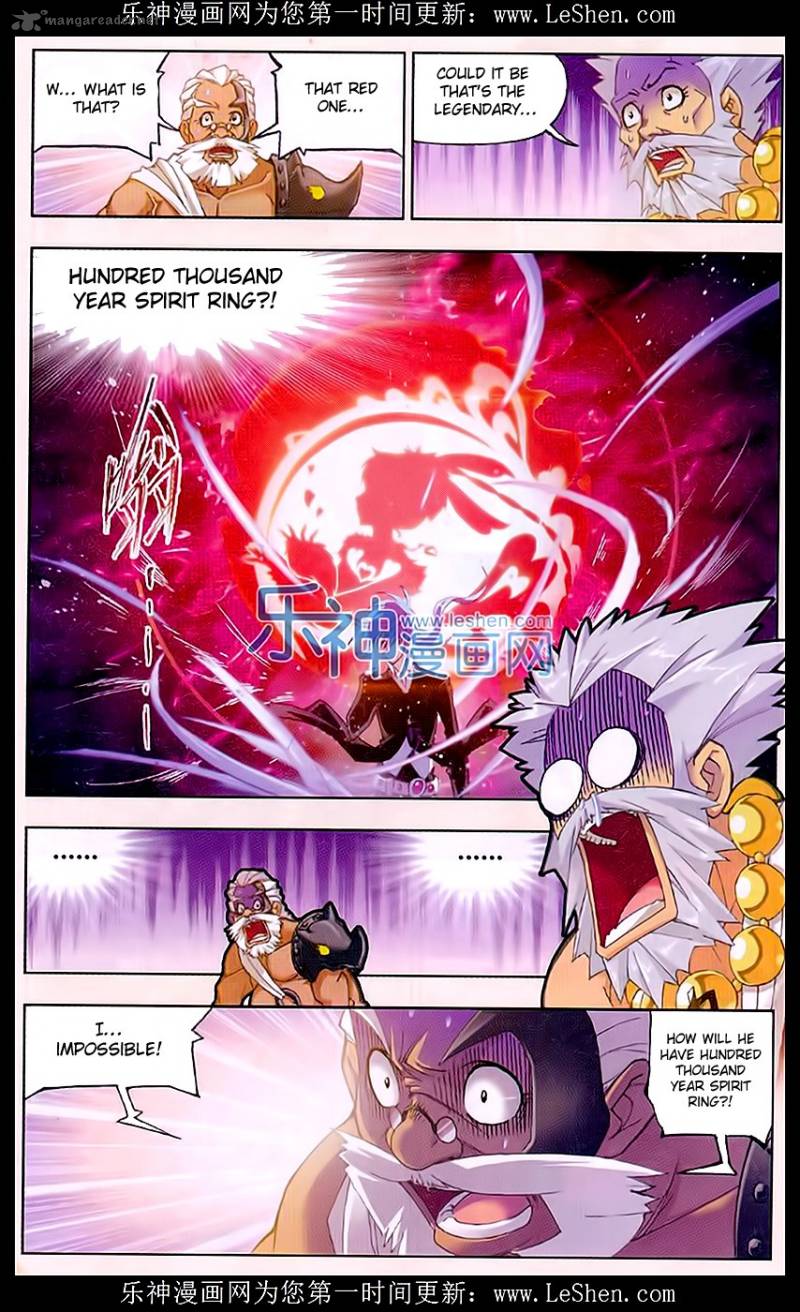 乐神漫画网为您第一时间更新：www.LeShen.com
mangareader.net
W... WHAT IS
THAT?
THAT RED
ONE...
COULD IT BE
THAT'S THE
LEGENDARY...
HUNDRED THOUSAND
YEAR SPIRIT RING?!
嗡
乐神漫画网
www.leshen.com
......
......
I...
IMPOSSIBLE!
HOW WILL HE
HAVE HUNDRED
THOUSAND
YEAR SPIRIT
RING?!
乐神漫画网为您第一时间更新：www.LeShen.com